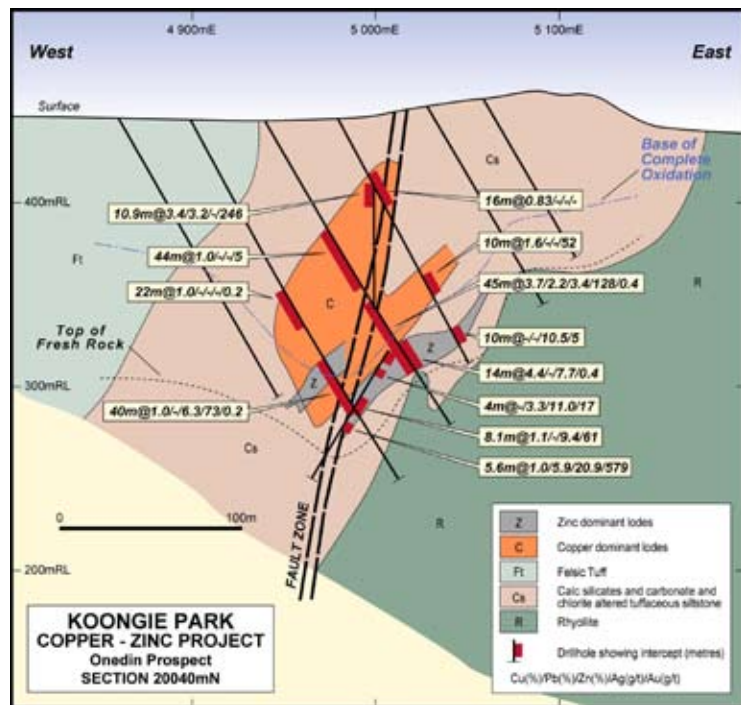 4 900mE
5 000mE
5 100mE
West
East
Surface
Cs
Base of
Complete
Oxidation
400mRL
10.9m@3.4/3.2/-/246
16m@0.83/-/-/-
10m@1.6/-/-/52
44m@1.0/-/-/5
Ft
45m@3.7/2.2/3.4/128/0.4
22m@1.0/-/-/-/0.2
C
R
Top of
Fresh Rock
10m@-/-/10.5/5
Z
14m@4.4/-/7.7/0.4
300mRL
Z
4m@-/3.3/11.0/17
40m@1.0/-/6.3/73/0.2
8.1m@1.1/-/9.4/61
Cs
5.6m@1.0/5.9/20.9/579
0
100m
FAULT ZONE
R
200mRL
Z Zinc dominant lodes
C Copper dominant lodes
Ft Felsic Tuff
Cs Calc silicates and carbonate and
chlorite altered tuffaceous siltstone
R Rhyollite
Drillhole showing intercept (metres)
Cu(%)/Pb(%)/Zn(%)/Ag(g/t)/Au(g/t)
KOONGIE PARK
COPPER - ZINC PROJECT
Onedin Prospect
SECTION 20040mN